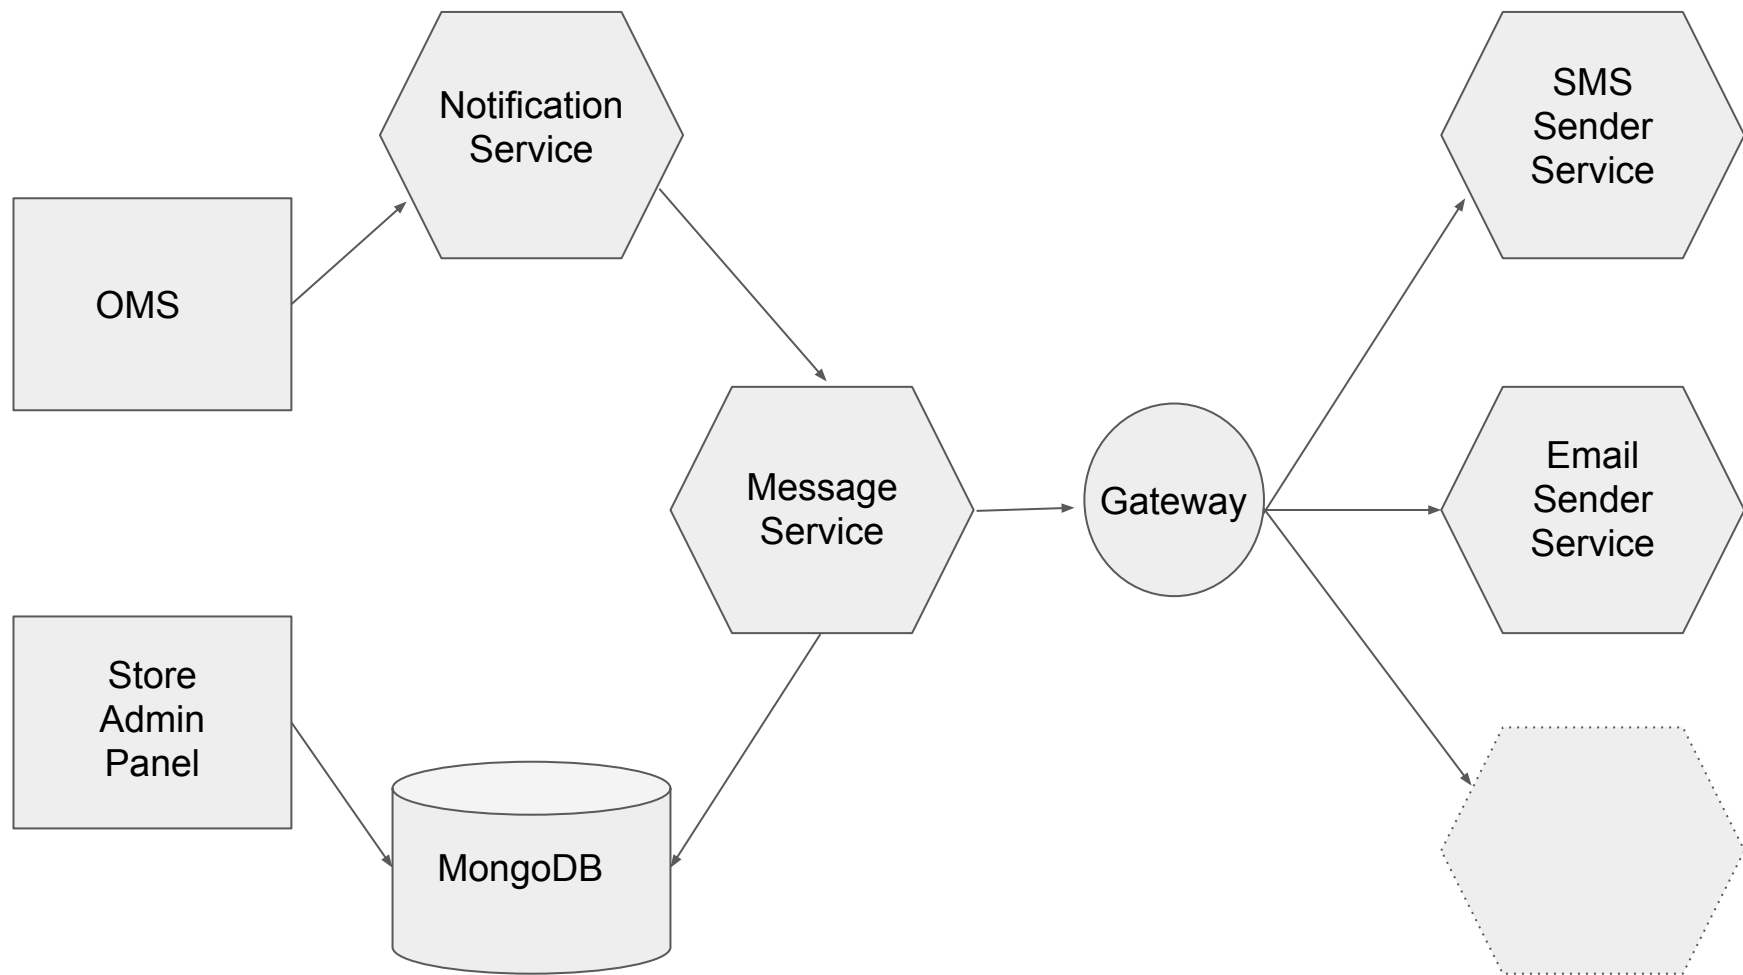 Notification
Service
SMS
Sender
Service
OMS
Message
Service
Gateway
Email
Sender
Service
Store
Admin
Panel
MongoDB